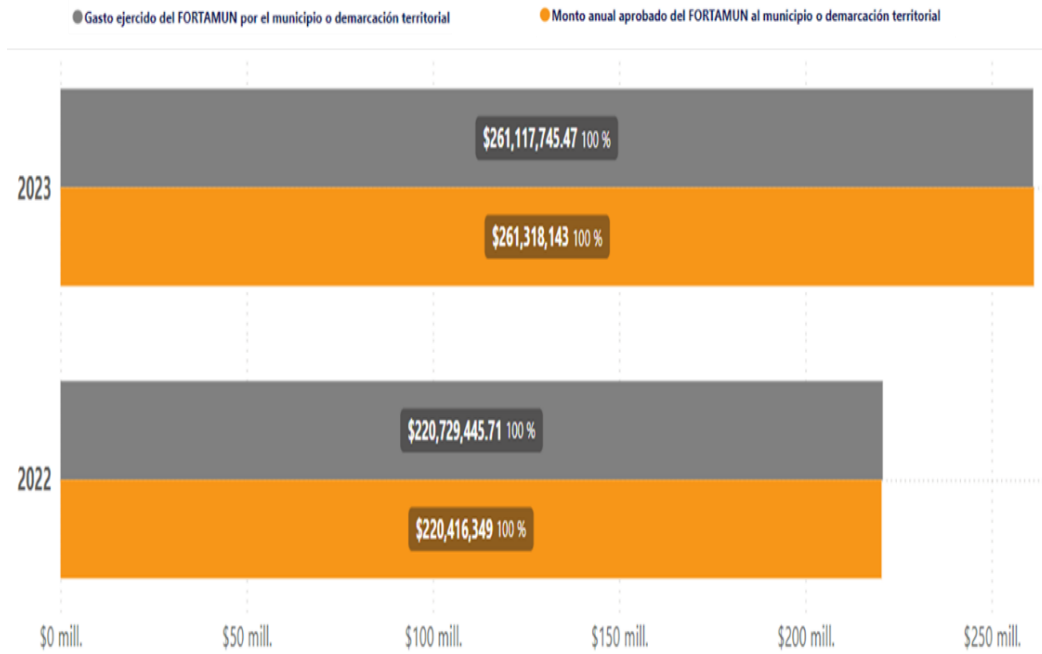 Gasto ejercido del FORTAMUN por el municipio o demarcación territorial
Monto anual aprobado del FORTAMUN al municipio o demarcación territorial
2023
$261,117,745.47 100 %
$261,318,143 100 %
2022
$220,729,445.71 100 %
$220,416,349 100 %
$0 mill.
$50 mill.
$100 mill.
$150 mill.
$200 mill.
$250 mill.